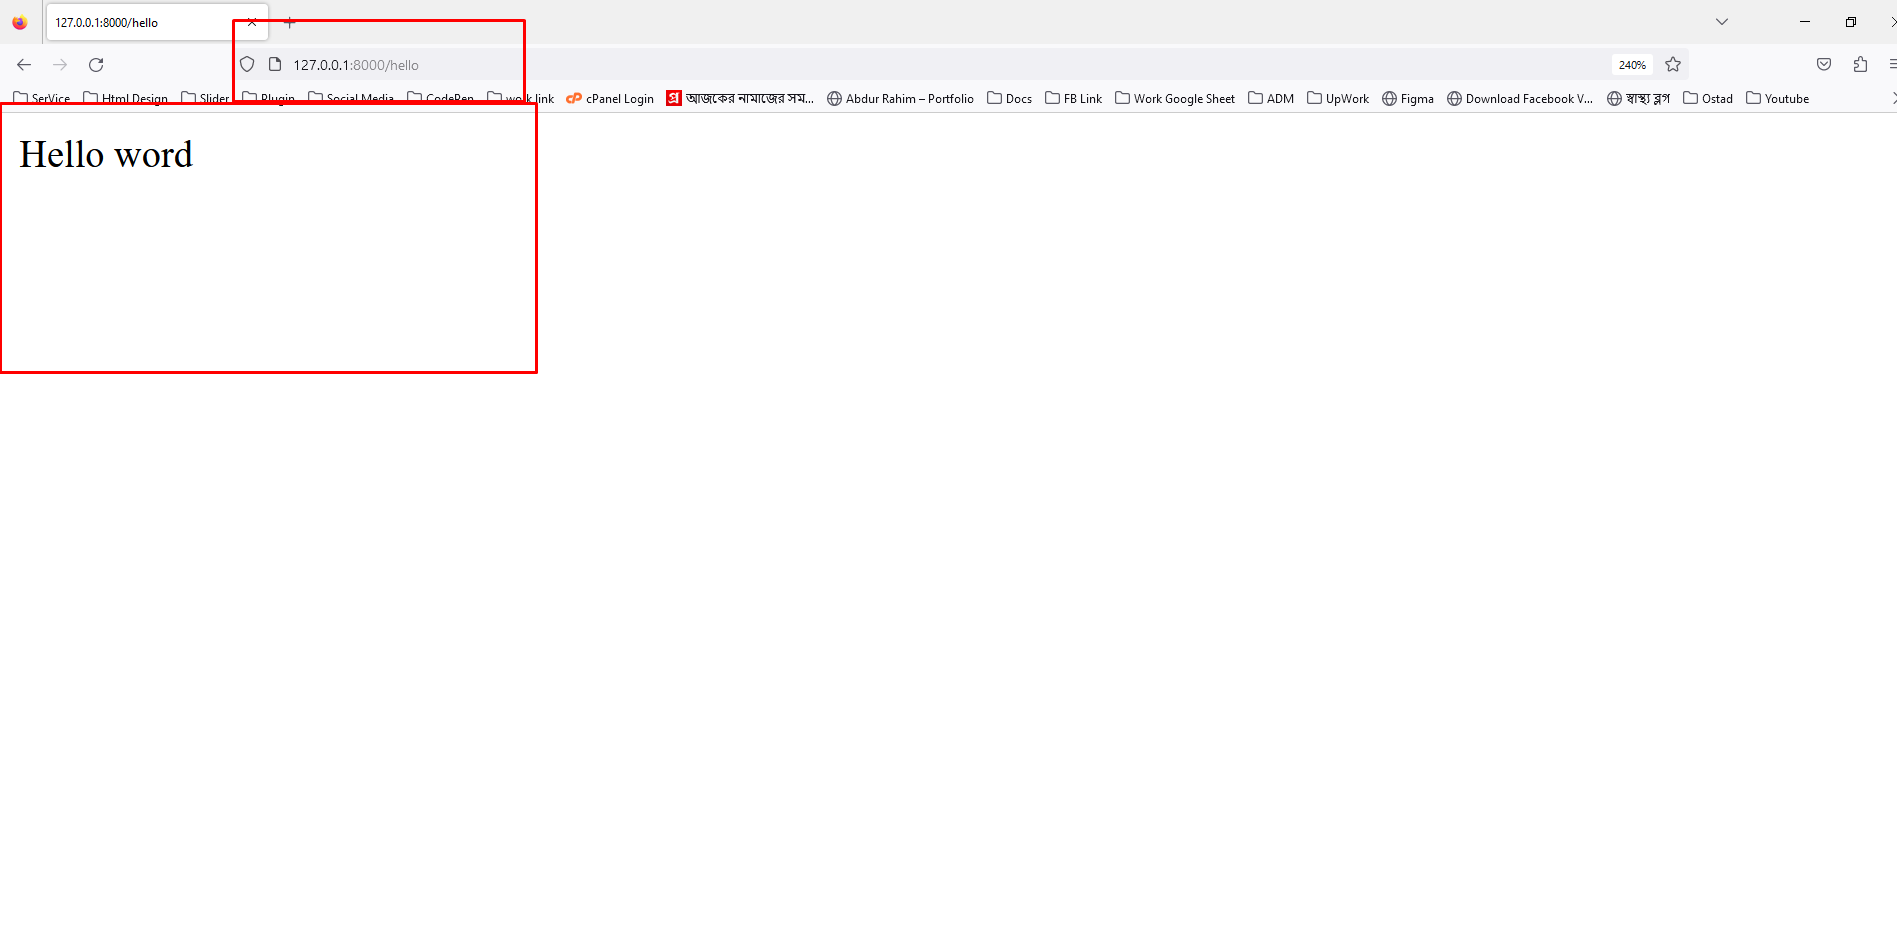 127.0.0.1:8000/hello
127.0.0.1:8000/hello 240%
SerVice Html Design Slider Plugin Social Media CodePen work link cPanel Login আজকের নামাজের সম... Abdur Rahim – Portfolio Docs FB Link Work Google Sheet ADM UpWork Figma Download Facebook V... স্বাস্থ্য ব্লগ Ostad Youtube
Hello word